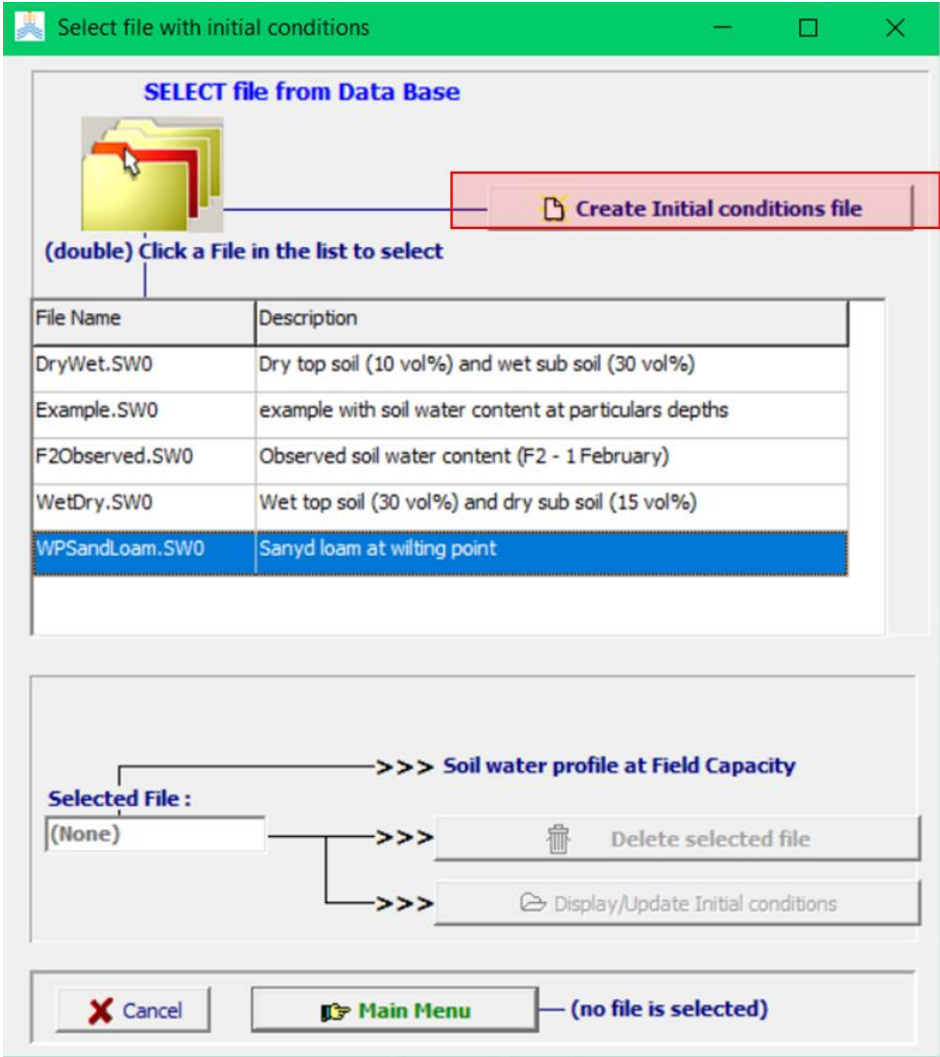 Select file with initial conditions
SELECT file from Data Base
Create Initial conditions file
(double) Click a File in the list to select
File Name Description
DryWet.SW0 Dry top soil (10 vol%) and wet sub soil (30 vol%)
Example.SW0 example with soil water content at particulars depths
F2Observed.SW0 Observed soil water content (F2 - 1 February)
WetDry.SW0 Wet top soil (30 vol%) and dry sub soil (15 vol%)
WPSandLoam.SW0 Sanyd loam at wilting point
>>> Soil water profile at Field Capacity
Selected File :
(None) >>> Delete selected file
>>> Display/Update Initial conditions
Cancel Main Menu (no file is selected)